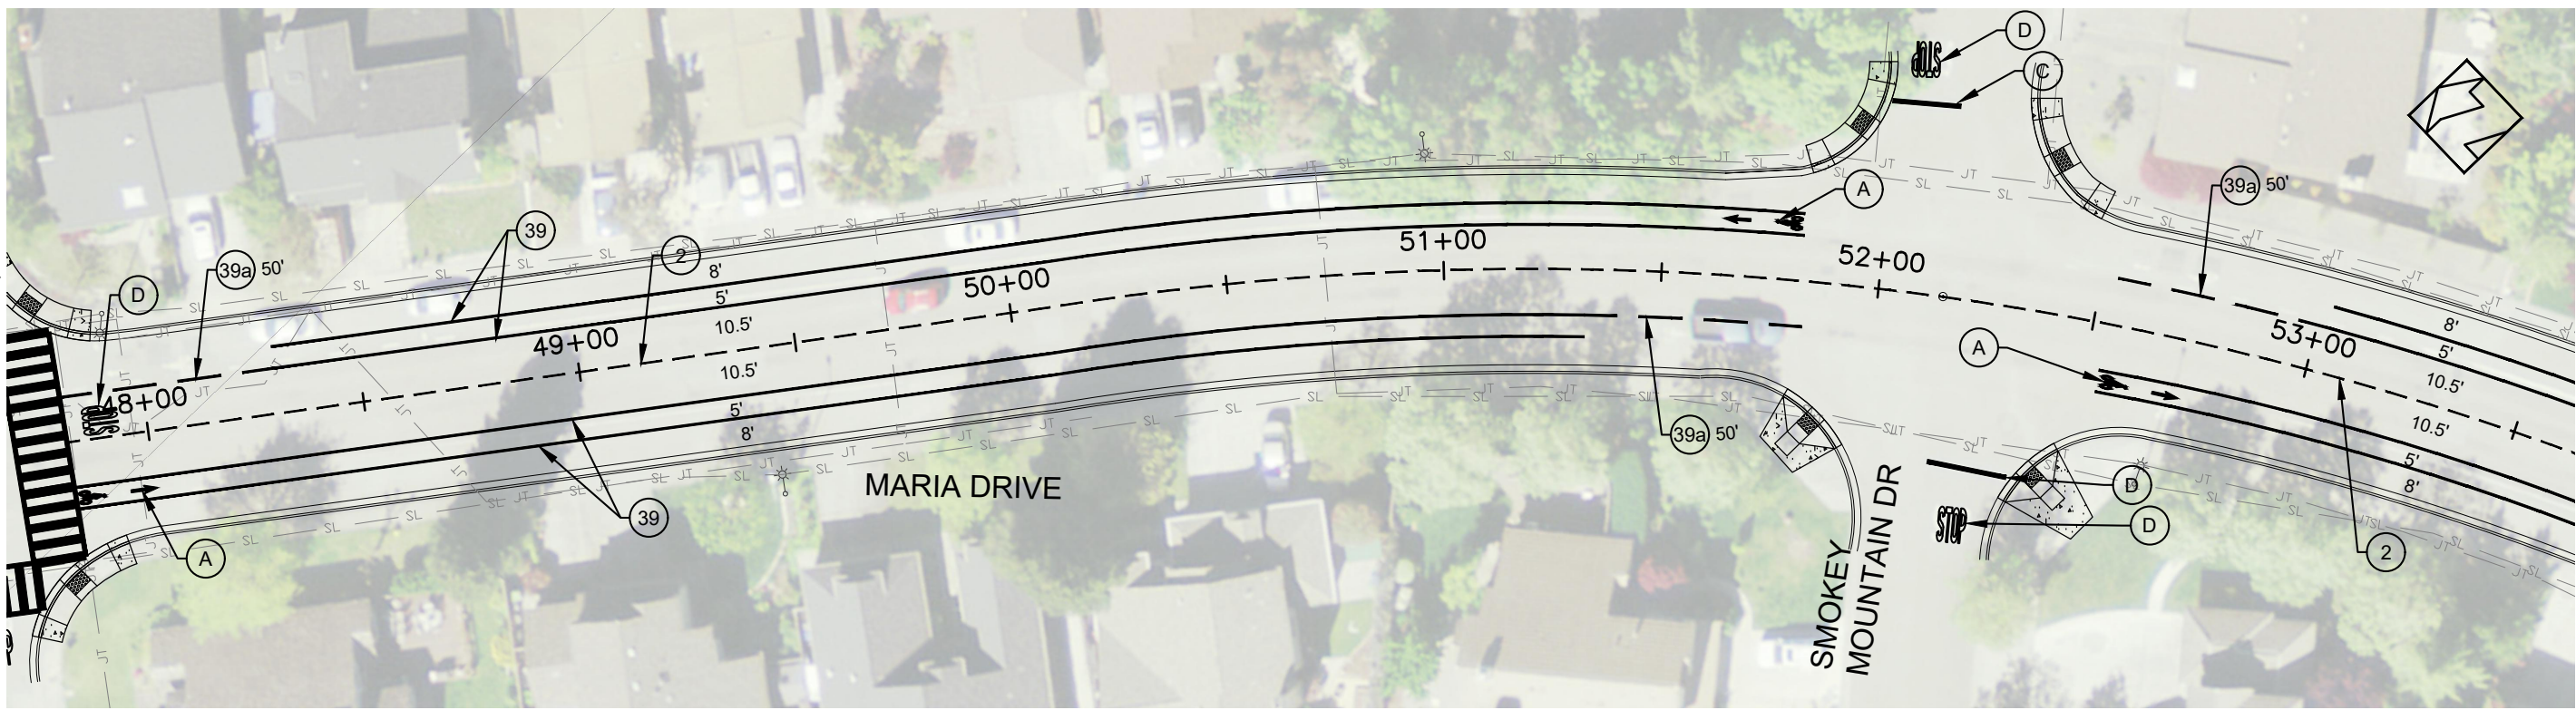 STOP
D
C
A
39a 50'
39
2
39a 50'
D
8'
5'
10.5'
10.5'
5'
8'
48+00
49+00
50+00
51+00
52+00
53+00
8'
5'
10.5'
10.5'
5'
8'
A
39a 50'
STOP
A
39
MARIA DRIVE
SMOKEY
MOUNTAIN DR
D
STOP
D
2
JT
SL